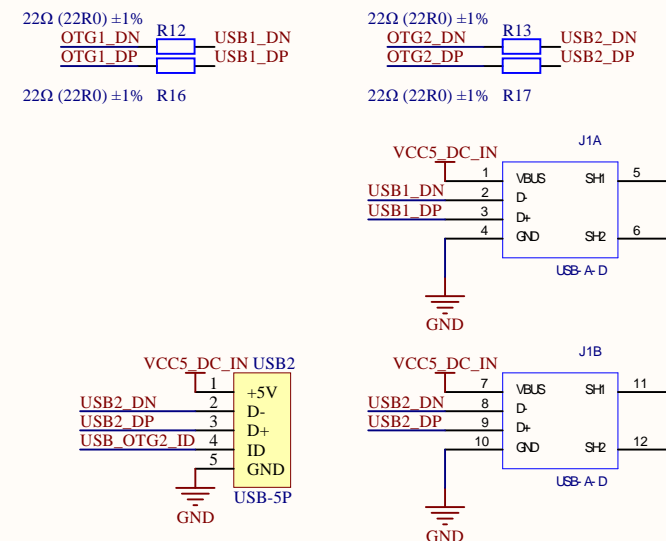 22Ω (22R0) ±1%
OTG1_DN
R12
USB1_DN
OTG1_DP
USB1_DP
22Ω (22R0) ±1%
R16
22Ω (22R0) ±1%
OTG2_DN
R13
USB2_DN
OTG2_DP
USB2_DP
22Ω (22R0) ±1%
R17
J1A
VCC5_DC_IN
1 VBUS SH1 5
USB1_DN 2 D-
USB1_DP 3 D+
4 GND SH2 6
USB-A-D
GND
VCC5_DC_IN USB2
1 +5V
USB2_DN 2 D-
USB2_DP 3 D+
USB_OTG2_ID 4 ID
5 GND
USB-5P
GND
J1B
VCC5_DC_IN
7 VBUS SH1 11
USB2_DN 8 D-
USB2_DP 9 D+
10 GND SH2 12
USB-A-D
GND